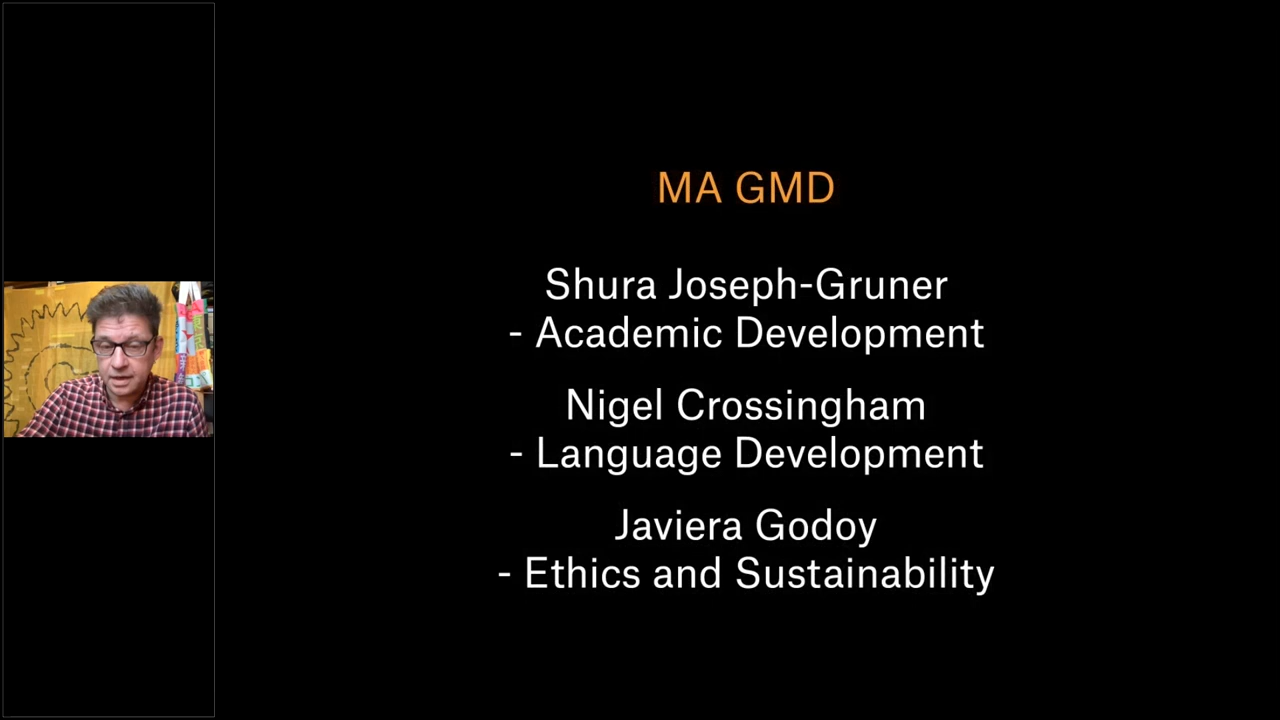 MA GMD
Shura Joseph-Gruner
- Academic Development
Nigel Crossingham
- Language Development
Javiera Godoy
- Ethics and Sustainability